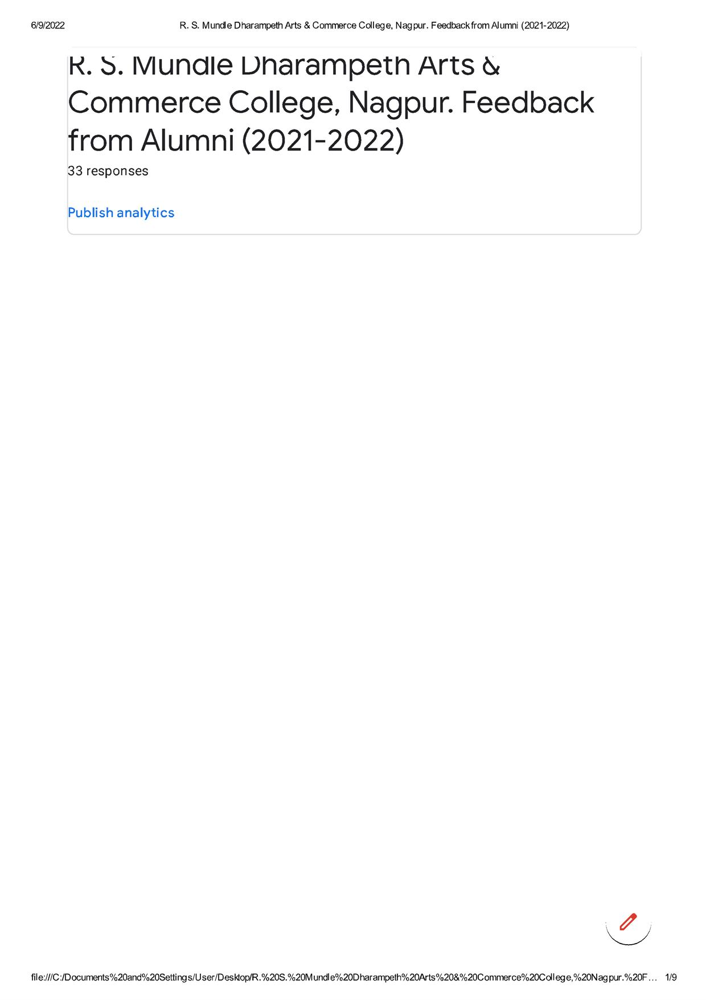 6/9/2022 R. S. Mundle Dharampeth Arts & Commerce College, Nagpur. Feedback from Alumni (2021-2022)
R. S. Mundle Dharampeth Arts &
Commerce College, Nagpur. Feedback
from Alumni (2021-2022)
33 responses
Publish analytics
file:///C:/Documents%20and%20Settings/User/Desktop/R.%20S.%20Mundle%20Dharampeth%20Arts%20&%20Commerce%20College,%20Nagpur.%20F… 1/9